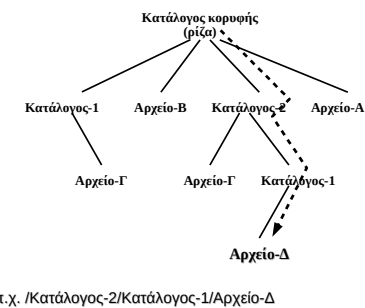 Κατάλογος κορυφής
(ρίζα)
Κατάλογος-1 Αρχείο-Β Κατάλογος-2 Αρχείο-Α
Αρχείο-Γ Αρχείο-Γ Κατάλογος-1
Αρχείο-Δ
π.χ. /Κατάλογος-2/Κατάλογος-1/Αρχείο-Δ